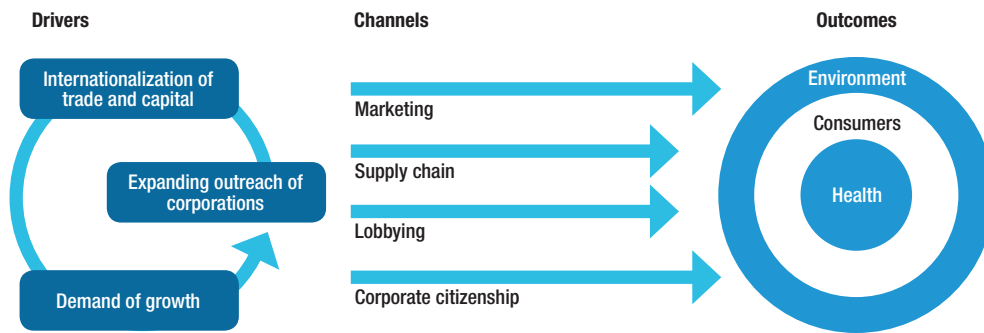 Drivers
Channels
Outcomes
Internationalization of
trade and capital
Expanding outreach of
corporations
Demand of growth
Marketing
Supply chain
Lobbying
Corporate citizenship
Environment
Consumers
Health